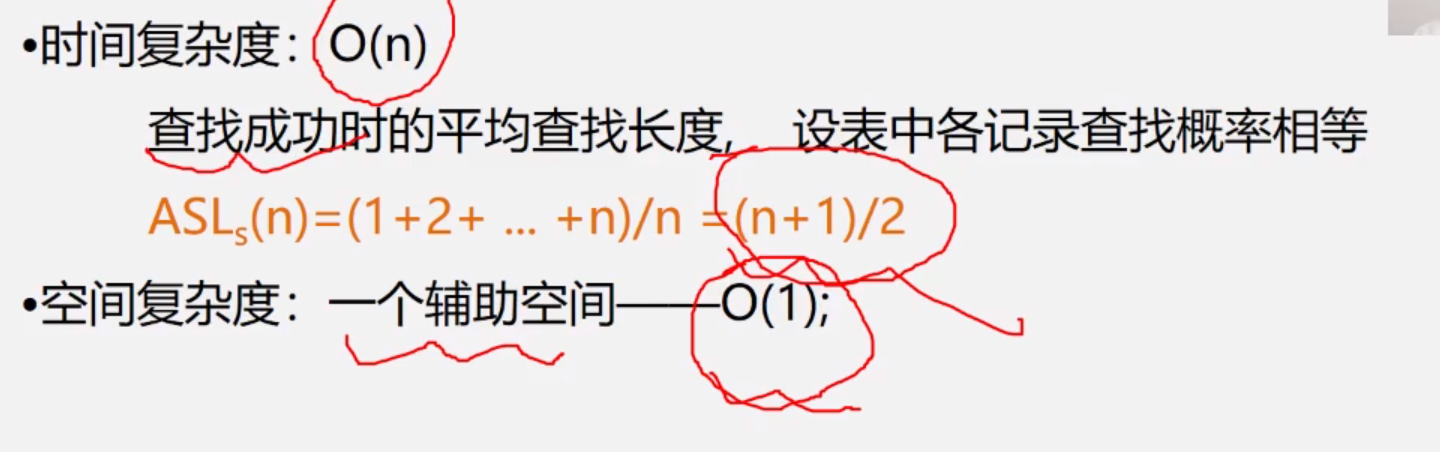 •时间复杂度：O(n)
查找成功时的平均查找长度, 设表中各记录查找概率相等
ASLs(n)=(1+2+ ... +n)/n =(n+1)/2
•空间复杂度：一个辅助空间——O(1);